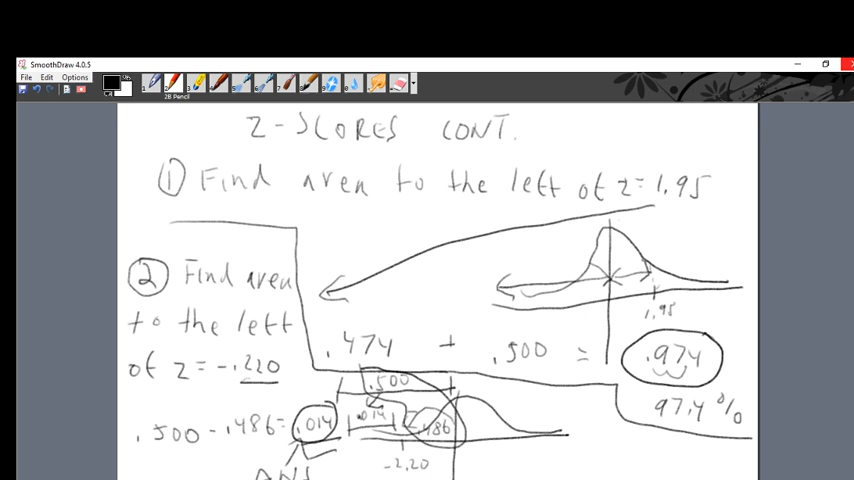 SmoothDraw 4.0.5
File Edit Options
2B Pencil
Z-SCORES CONT.
① Find area to the left of z = 1.95
1.95
.474 + .500 = .974
97.4%
② Find area
to the left
of z = -.220
.500 - .486 = .014
ANS
.500
.014
.486
-2.20